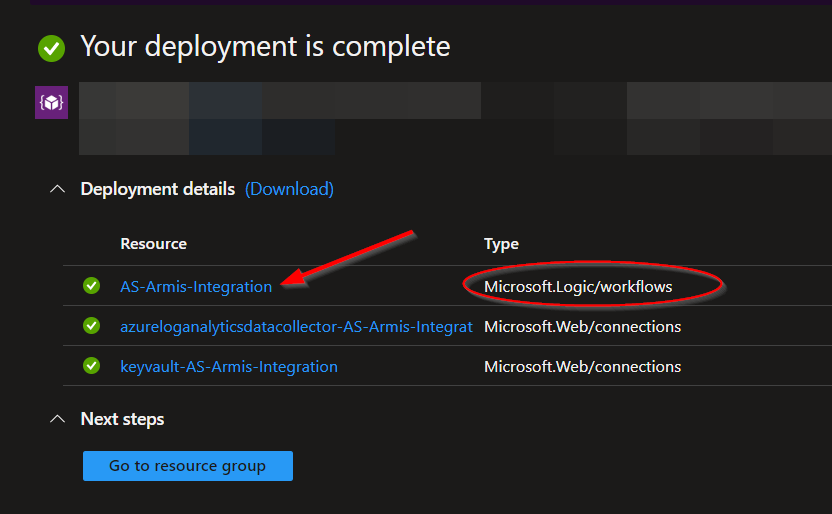 Your deployment is complete
Deployment details (Download)
Resource Type
AS-Armis-Integration Microsoft.Logic/workflows
azureloganalyticsdatacollector-AS-Armis-Integrat Microsoft.Web/connections
keyvault-AS-Armis-Integration Microsoft.Web/connections
Next steps
Go to resource group